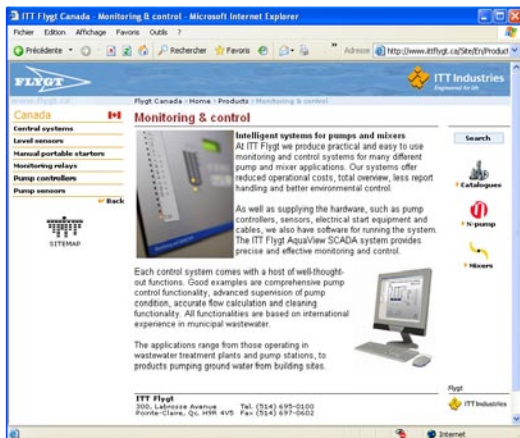 ITT Flygt Canada - Monitoring & control - Microsoft Internet Explorer
Fichier Edition Affichage Favoris Outils ?
Précédente Rechercher Favoris Adresse http://www.ittflygt.ca/Site/En/Product
FLYGT
ITT Industries
Engineered for life
www.flygt.ca
Flygt Canada > Home > Products > Monitoring & control
Canada
Central systems
Level sensors
Manual portable starters
Monitoring relays
Pump controllers
Pump sensors
Back
SITEMAP
Monitoring & control
Intelligent systems for pumps and mixers
At ITT Flygt we produce practical and easy to use
monitoring and control systems for many different
pump and mixer applications. Our systems offer
reduced operational costs, total overview, less report
handling and better environmental control.
As well as supplying the hardware, such as pump
controllers, sensors, electrical start equipment and
cables, we also have software for running the system.
The ITT Flygt AquaView SCADA system provides
precise and effective monitoring and control.
Each control system comes with a host of well-thought-
out functions. Good examples are comprehensive pump
control functionality, advanced supervision of pump
condition, accurate flow calculation and cleaning
functionality. All functionalities are based on international
experience in municipal wastewater.
The applications range from those operating in
wastewater treatment plants and pump stations, to
products pumping ground water from building sites.
Search
Catalogues
N-pump
Mixers
ITT Flygt
300, Labrosse Avenue Tel. (514) 695-0100
Pointe-Claire, Qc. H9R 4V5 Fax (514) 697-0602
Flygt
ITT Industries
Internet